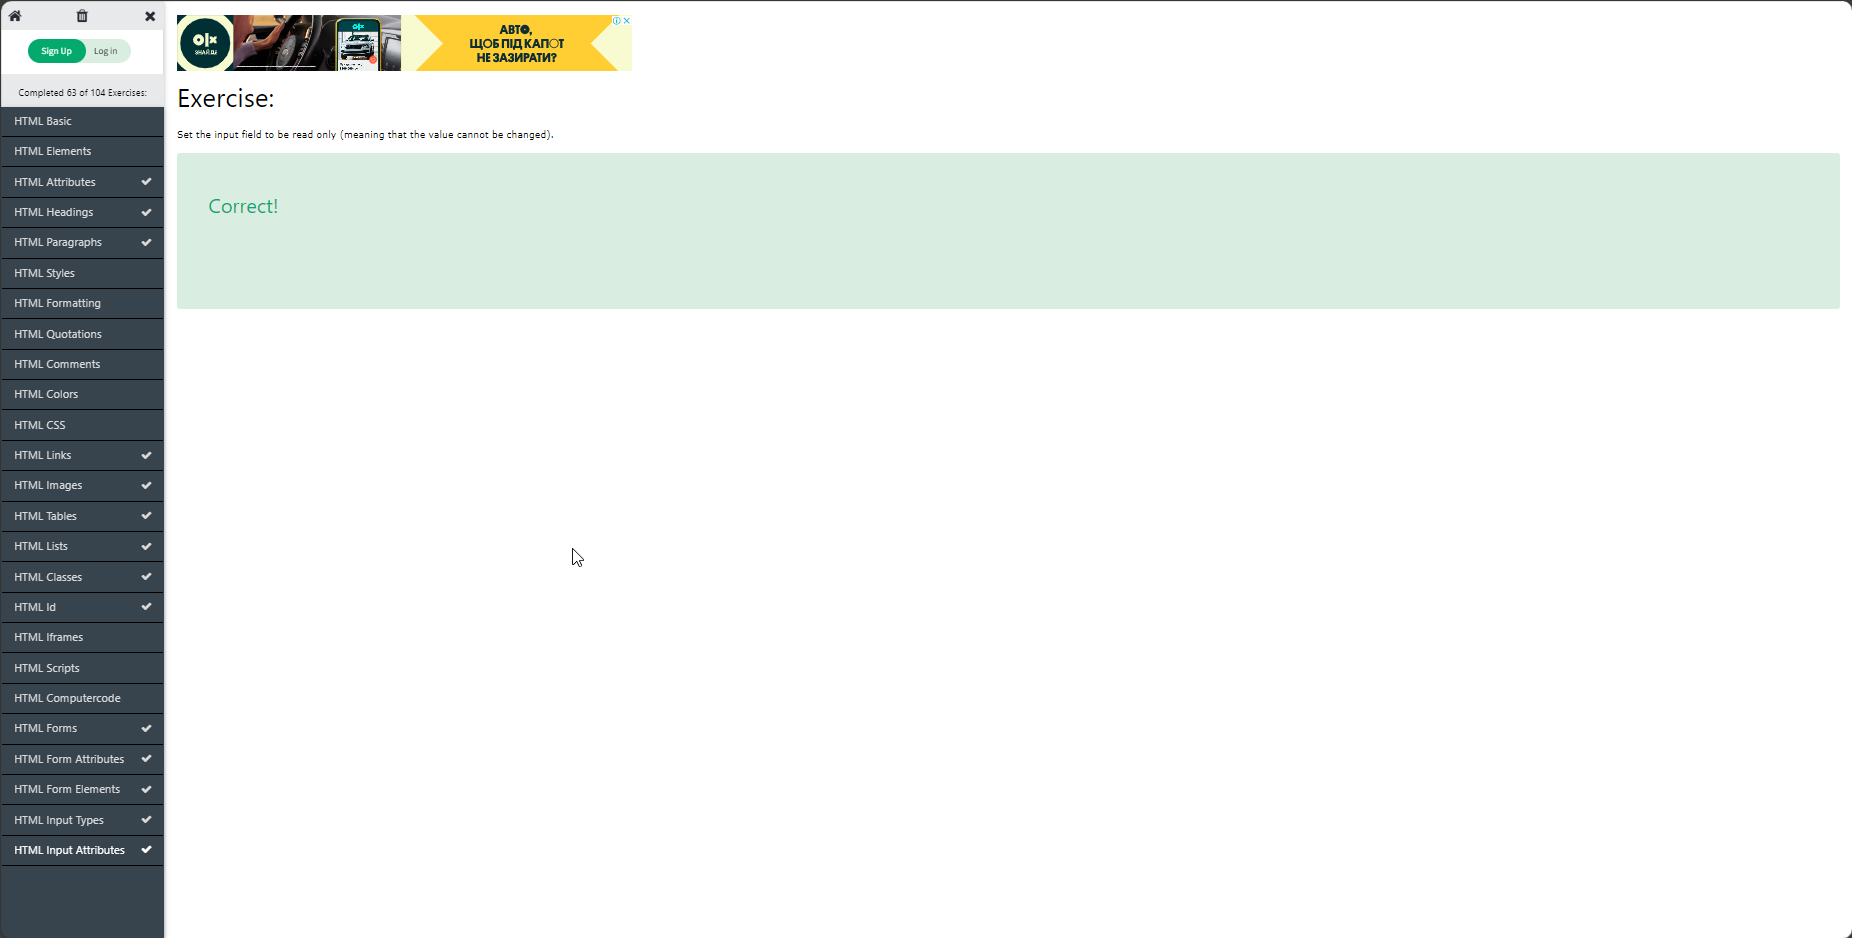 Sign Up
Log in
Completed 63 of 104 Exercises:
HTML Basic
HTML Elements
HTML Attributes
HTML Headings
HTML Paragraphs
HTML Styles
HTML Formatting
HTML Quotations
HTML Comments
HTML Colors
HTML CSS
HTML Links
HTML Images
HTML Tables
HTML Lists
HTML Classes
HTML Id
HTML Iframes
HTML Scripts
HTML Computercode
HTML Forms
HTML Form Attributes
HTML Form Elements
HTML Input Types
HTML Input Attributes
olx
olx
АВТО,
ЩОБ ПІД КАПОТ
НЕ ЗАЗИРАТИ?
Exercise:
Set the input field to be read only (meaning that the value cannot be changed).
Correct!